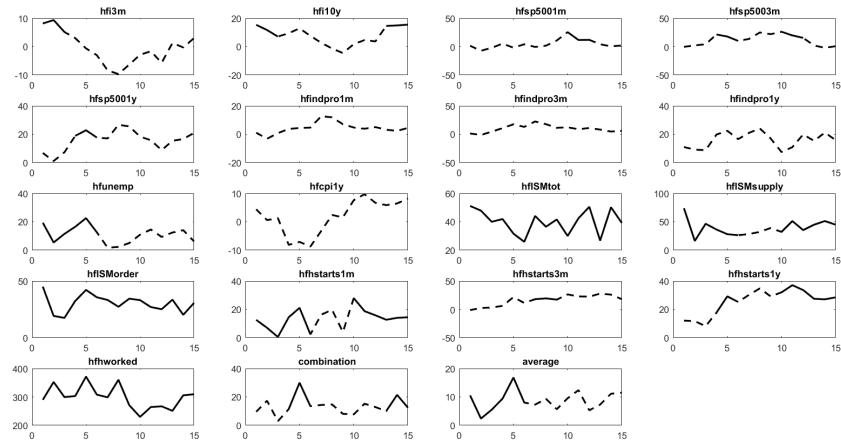 hfi3m
10
0
-10
0 5 10 15
hfi10y
20
0
-20
0 5 10 15
hfsp5001m
50
0
-50
0 5 10 15
hfsp5003m
50
0
-50
0 5 10 15
hfsp5001y
40
20
0
0 5 10 15
hfindpro1m
40
20
0
-20
0 5 10 15
hfindpro3m
50
0
-50
0 5 10 15
hfindpro1y
40
20
0
0 5 10 15
hfunemp
40
20
0
0 5 10 15
hfcpi1y
10
0
-10
0 5 10 15
hfISMtot
60
40
20
0 5 10 15
hfISMsupply
100
50
0
0 5 10 15
hfISMorder
50
0
0 5 10 15
hfhstarts1m
40
20
0
0 5 10 15
hfhstarts3m
50
0
-50
0 5 10 15
hfhstarts1y
40
20
0
0 5 10 15
hfhworked
400
300
200
0 5 10 15
combination
40
20
0
0 5 10 15
average
20
10
0
0 5 10 15